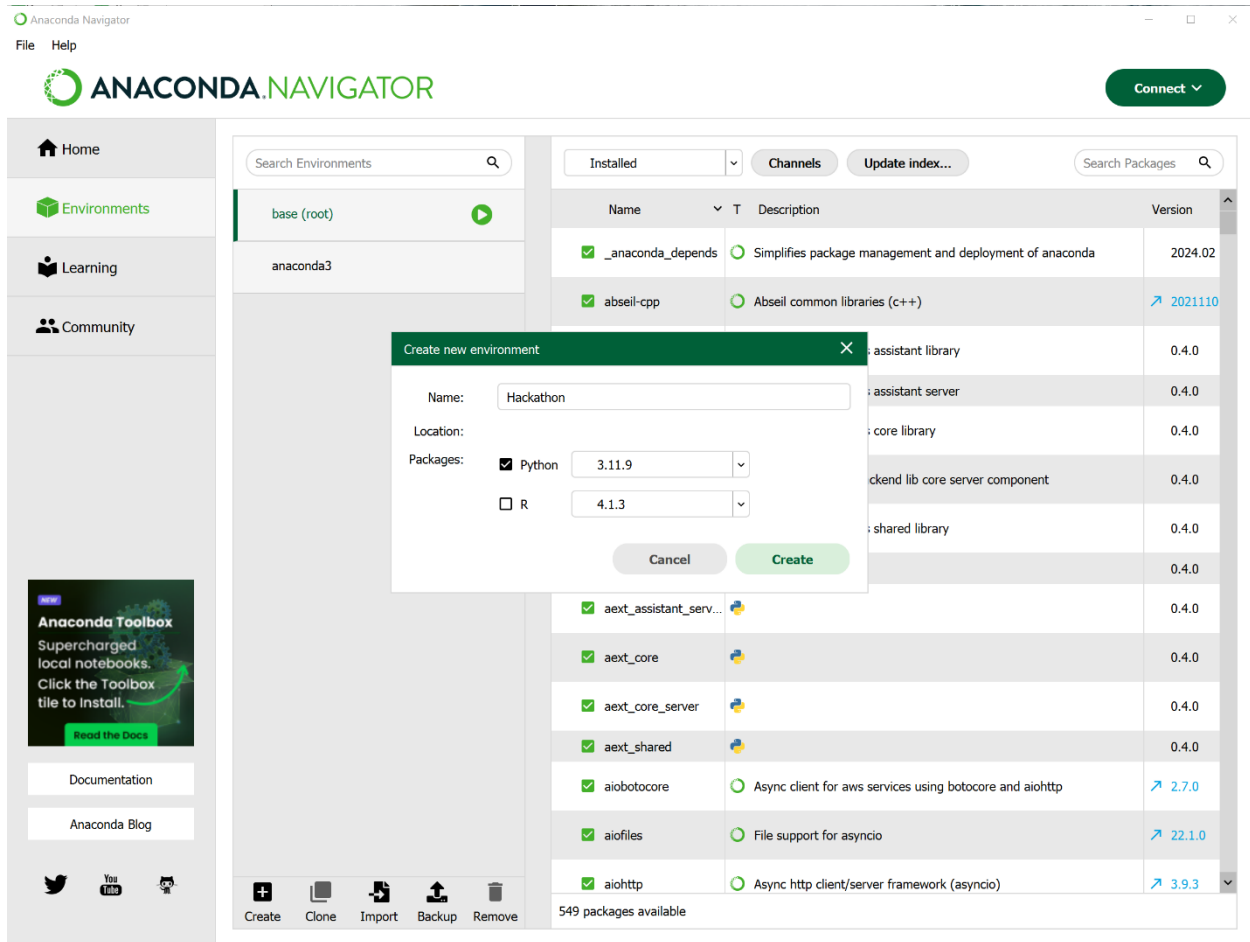 Anaconda Navigator
File Help
ANACONDA.NAVIGATOR
Connect
Home
Environments
Learning
Community
NEW
Anaconda Toolbox
Supercharged
local notebooks.
Click the Toolbox
tile to Install.
Read the Docs
Documentation
Anaconda Blog
You
Tube
Search Environments
base (root)
anaconda3
Create Clone Import Backup Remove
Installed Channels Update index... Search Packages
Name T Description Version
_anaconda_depends Simplifies package management and deployment of anaconda 2024.02
abseil-cpp Abseil common libraries (c++) 2021110
assistant library 0.4.0
assistant server 0.4.0
core library 0.4.0
ckend lib core server component 0.4.0
shared library 0.4.0
0.4.0
aext_assistant_serv... 0.4.0
aext_core 0.4.0
aext_core_server 0.4.0
aext_shared 0.4.0
aiobotocore Async client for aws services using botocore and aiohttp 2.7.0
aiofiles File support for asyncio 22.1.0
aiohttp Async http client/server framework (asyncio) 3.9.3
549 packages available
Create new environment
Name: Hackathon
Location:
Packages: Python 3.11.9
R 4.1.3
Cancel Create